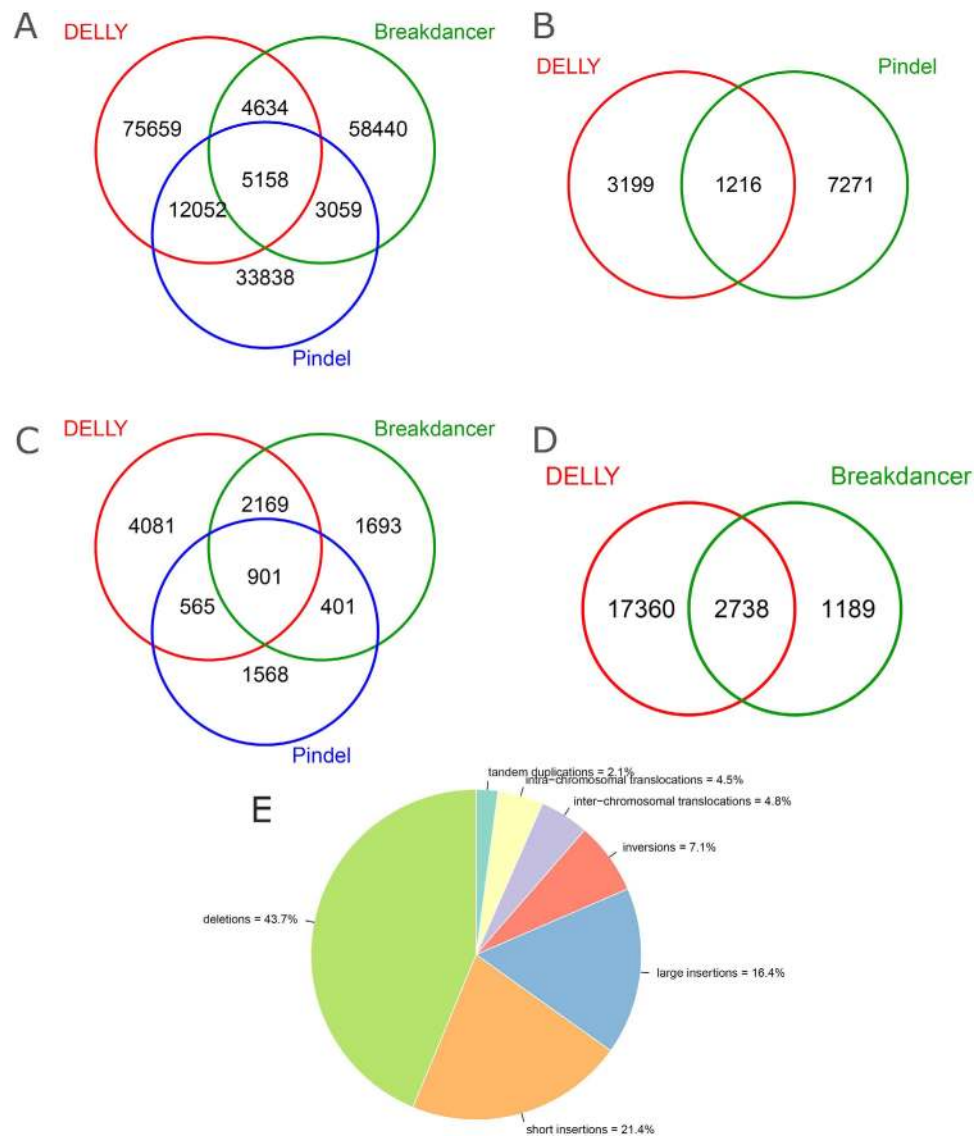 A
DELLY
Breakdancer
4634
75659
58440
5158
12052
3059
33838
Pindel
B
DELLY
Pindel
3199
1216
7271
C
DELLY
Breakdancer
2169
4081
1693
901
565
401
1568
Pindel
D
DELLY
Breakdancer
17360
2738
1189
E
tandem duplications = 2.1%
intra−chromosomal translocations = 4.5%
inter−chromosomal translocations = 4.8%
inversions = 7.1%
deletions = 43.7%
large insertions = 16.4%
short insertions = 21.4%